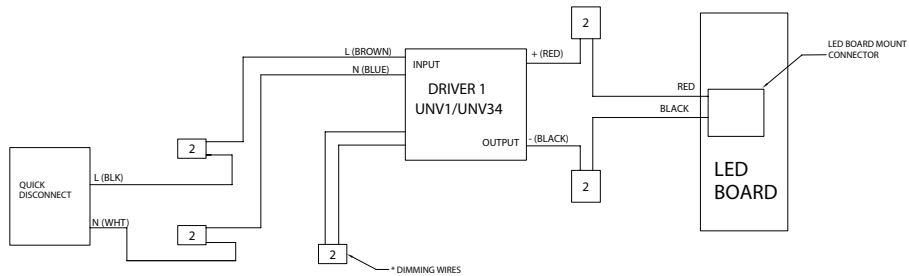 2
LED BOARD MOUNT
CONNECTOR
L (BROWN)
+ (RED)
INPUT
N (BLUE)
DRIVER 1
UNV1/UNV34
RED
BLACK
OUTPUT
- (BLACK)
2
QUICK
DISCONNECT
L (BLK)
LED
BOARD
2
N (WHT)
2
2
* DIMMING WIRES